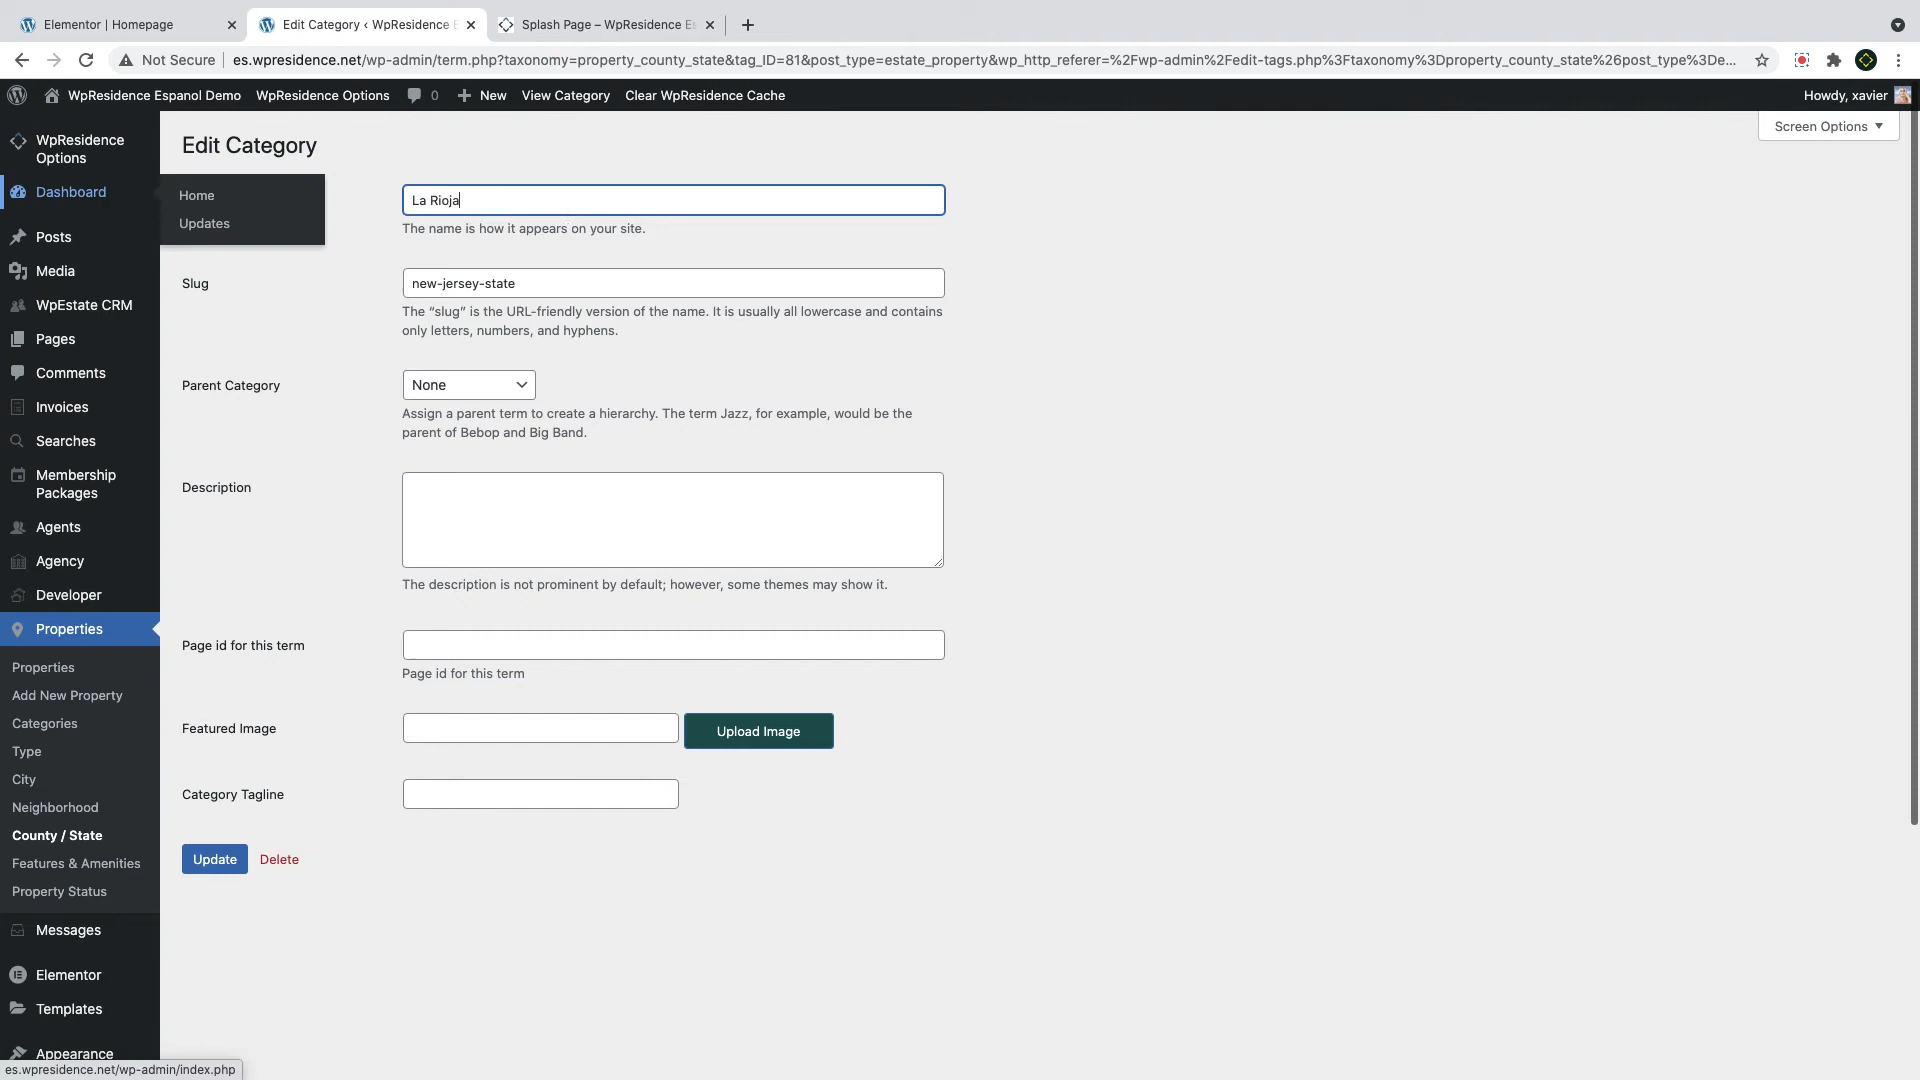 Elementor | Homepage
Edit Category ‹ WpResidence E
Splash Page – WpResidence Es
Not Secure
es.wpresidence.net/wp-admin/term.php?taxonomy=property_county_state&tag_ID=81&post_type=estate_property&wp_http_referer=%2Fwp-admin%2Fedit-tags.php%3Ftaxonomy%3Dproperty_county_state%26post_type%3De...
WpResidence Espanol Demo
WpResidence Options
0
New
View Category
Clear WpResidence Cache
Howdy, xavier
WpResidence
Options
Dashboard
Home
Updates
Posts
Media
WpEstate CRM
Pages
Comments
Invoices
Searches
Membership
Packages
Agents
Agency
Developer
Properties
Properties
Add New Property
Categories
Type
City
Neighborhood
County / State
Features & Amenities
Property Status
Messages
Elementor
Templates
Appearance
es.wpresidence.net/wp-admin/index.php
Screen Options
Edit Category
La Rioja
The name is how it appears on your site.
Slug
new-jersey-state
The “slug” is the URL-friendly version of the name. It is usually all lowercase and contains
only letters, numbers, and hyphens.
Parent Category
None
Assign a parent term to create a hierarchy. The term Jazz, for example, would be the
parent of Bebop and Big Band.
Description
The description is not prominent by default; however, some themes may show it.
Page id for this term
Page id for this term
Featured Image
Upload Image
Category Tagline
Update
Delete